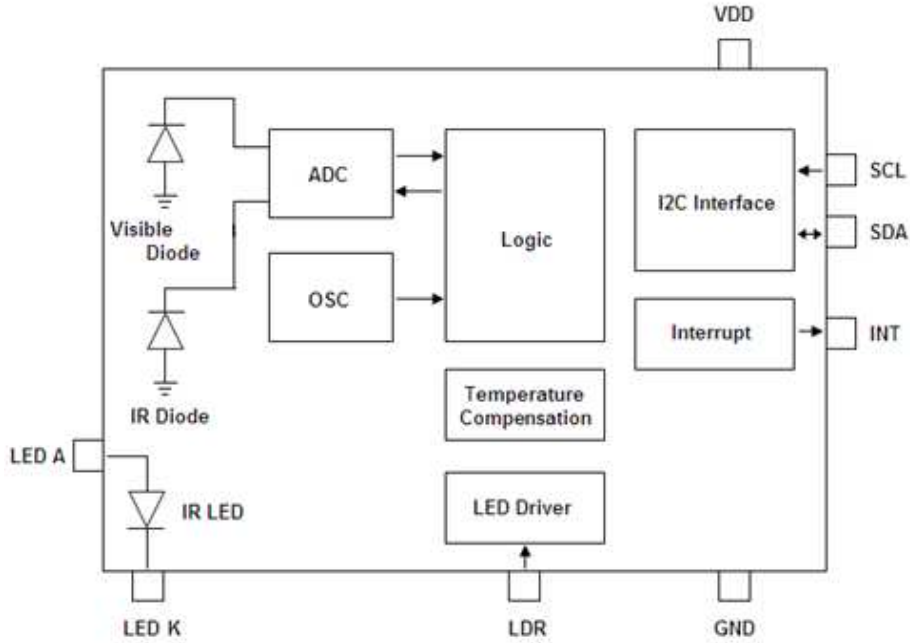 VDD
ADC
Logic
I2C Interface
SCL
SDA
Visible
Diode
OSC
Interrupt
INT
IR Diode
Temperature
Compensation
LED A
IR LED
LED Driver
LED K
LDR
GND